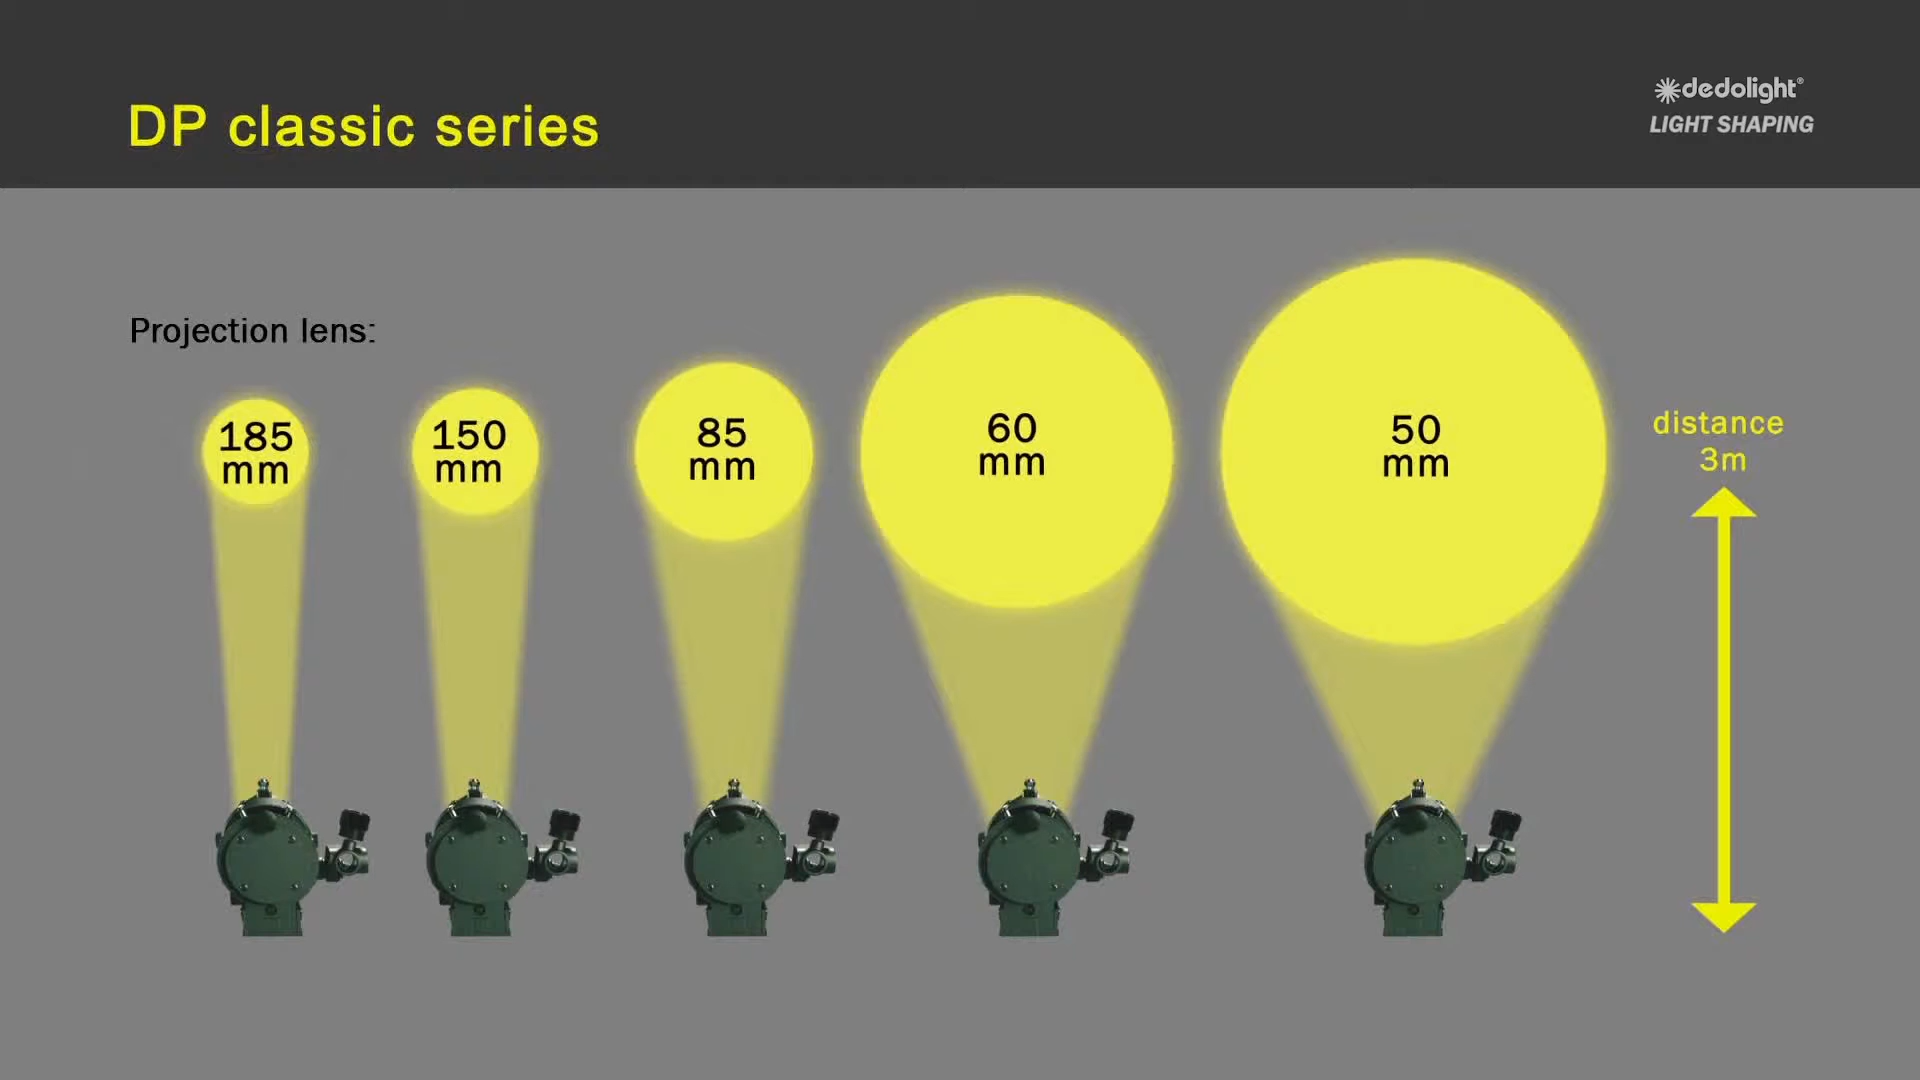 DP classic series
dedolight®
LIGHT SHAPING
Projection lens:
185
mm
150
mm
85
mm
60
mm
50
mm
distance
3m